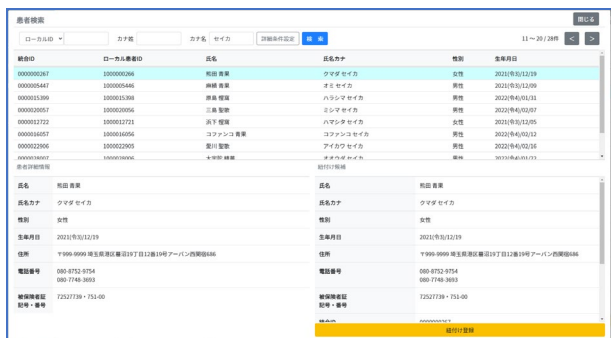 患者検索 閉じる
ローカルID カナ姓 カナ名 セイカ 詳細条件設定 検 索 11～20 / 28件 < >
統合ID ローカル患者ID 氏名 氏名カナ 性別 生年月日
0000000267 1000000266 熊田 青果 クマダ セイカ 女性 2021(令3)/12/19
0000005447 1000005446 麻績 青果 オミ セイカ 男性 2021(令3)/12/09
0000015399 1000015398 原島 惺寛 ハラシマ セイカ 男性 2022(令4)/01/31
0000020057 1000020056 三島 聖歌 ミシマ セイカ 男性 2022(令4)/02/07
0000012722 1000012721 浜下 惺寛 ハマシタ セイカ 女性 2021(令3)/12/05
0000016057 1000016056 コファンコ 青果 コファンコ セイカ 男性 2022(令4)/02/12
0000022906 1000022905 愛川 聖歌 アイカワ セイカ 男性 2022(令4)/02/16
患者詳細情報 紐付け候補
氏名 熊田 青果
氏名カナ クマダ セイカ
性別 女性
生年月日 2021(令3)/12/19
住所 〒999-9999 埼玉県港区蕃沼19丁目12番19号アーバン西関宿686
電話番号 080-8752-9754
080-7748-3693
被保険者証
記号・番号 72527739・751-00
氏名 熊田 青果
氏名カナ クマダ セイカ
性別 女性
生年月日 2021(令3)/12/19
住所 〒999-9999 埼玉県港区蕃沼19丁目12番19号アーバン西関宿686
電話番号 080-8752-9754
080-7748-3693
被保険者証
記号・番号 72527739・751-00
統合ID 0000000267
紐付け登録